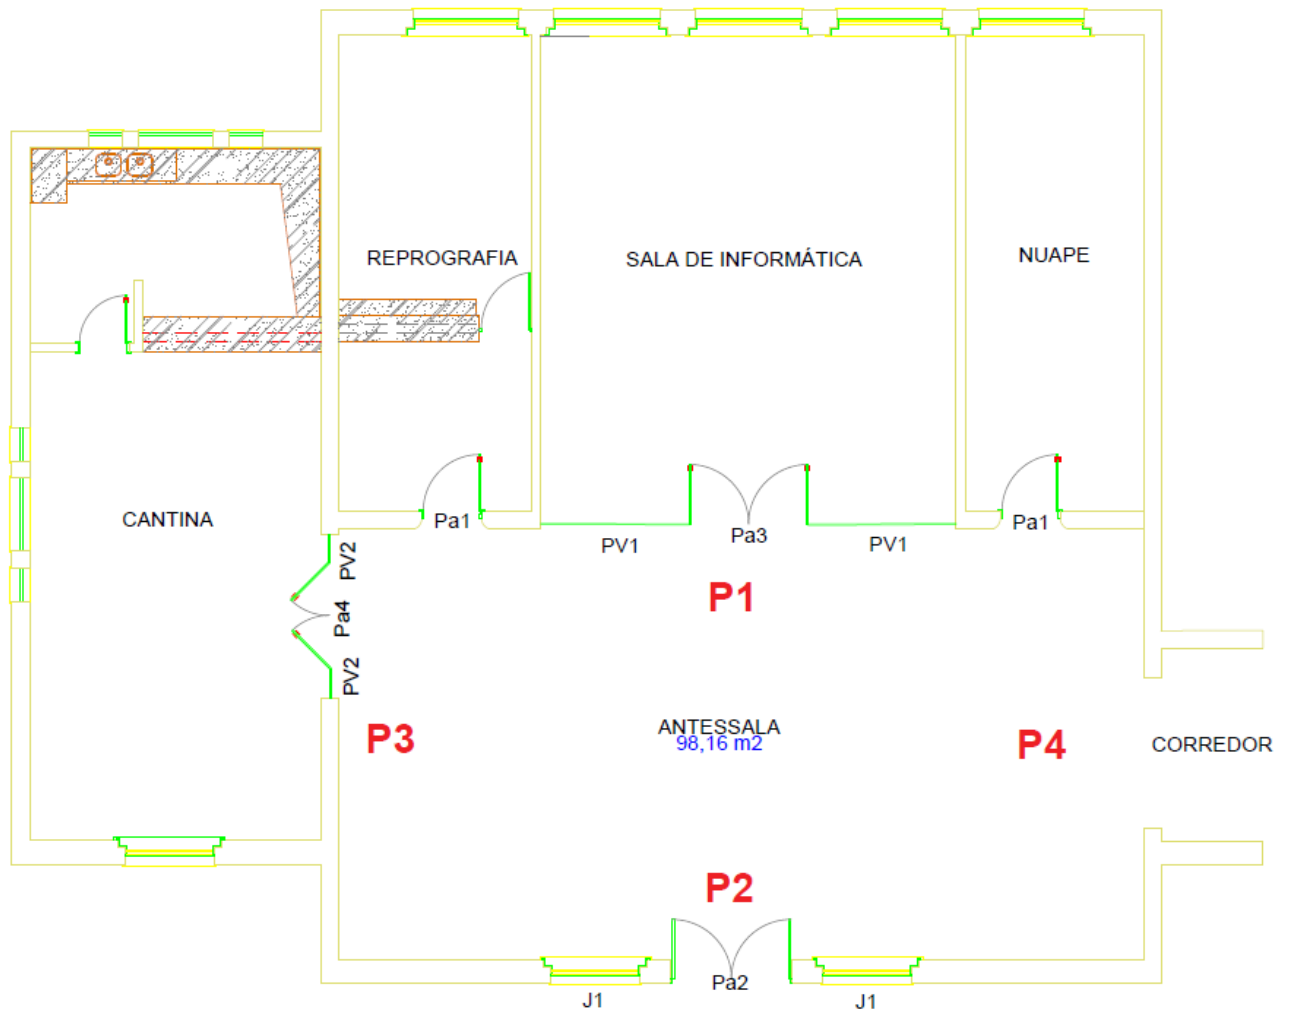 REPROGRAFIA
SALA DE INFORMÁTICA
NUAPE
CANTINA
Pa1
PV1
Pa3
PV1
Pa1
PV2
Pa4
PV2
P1
P3
ANTESSALA
98,16 m2
P4
CORREDOR
P2
Pa2
J1
J1